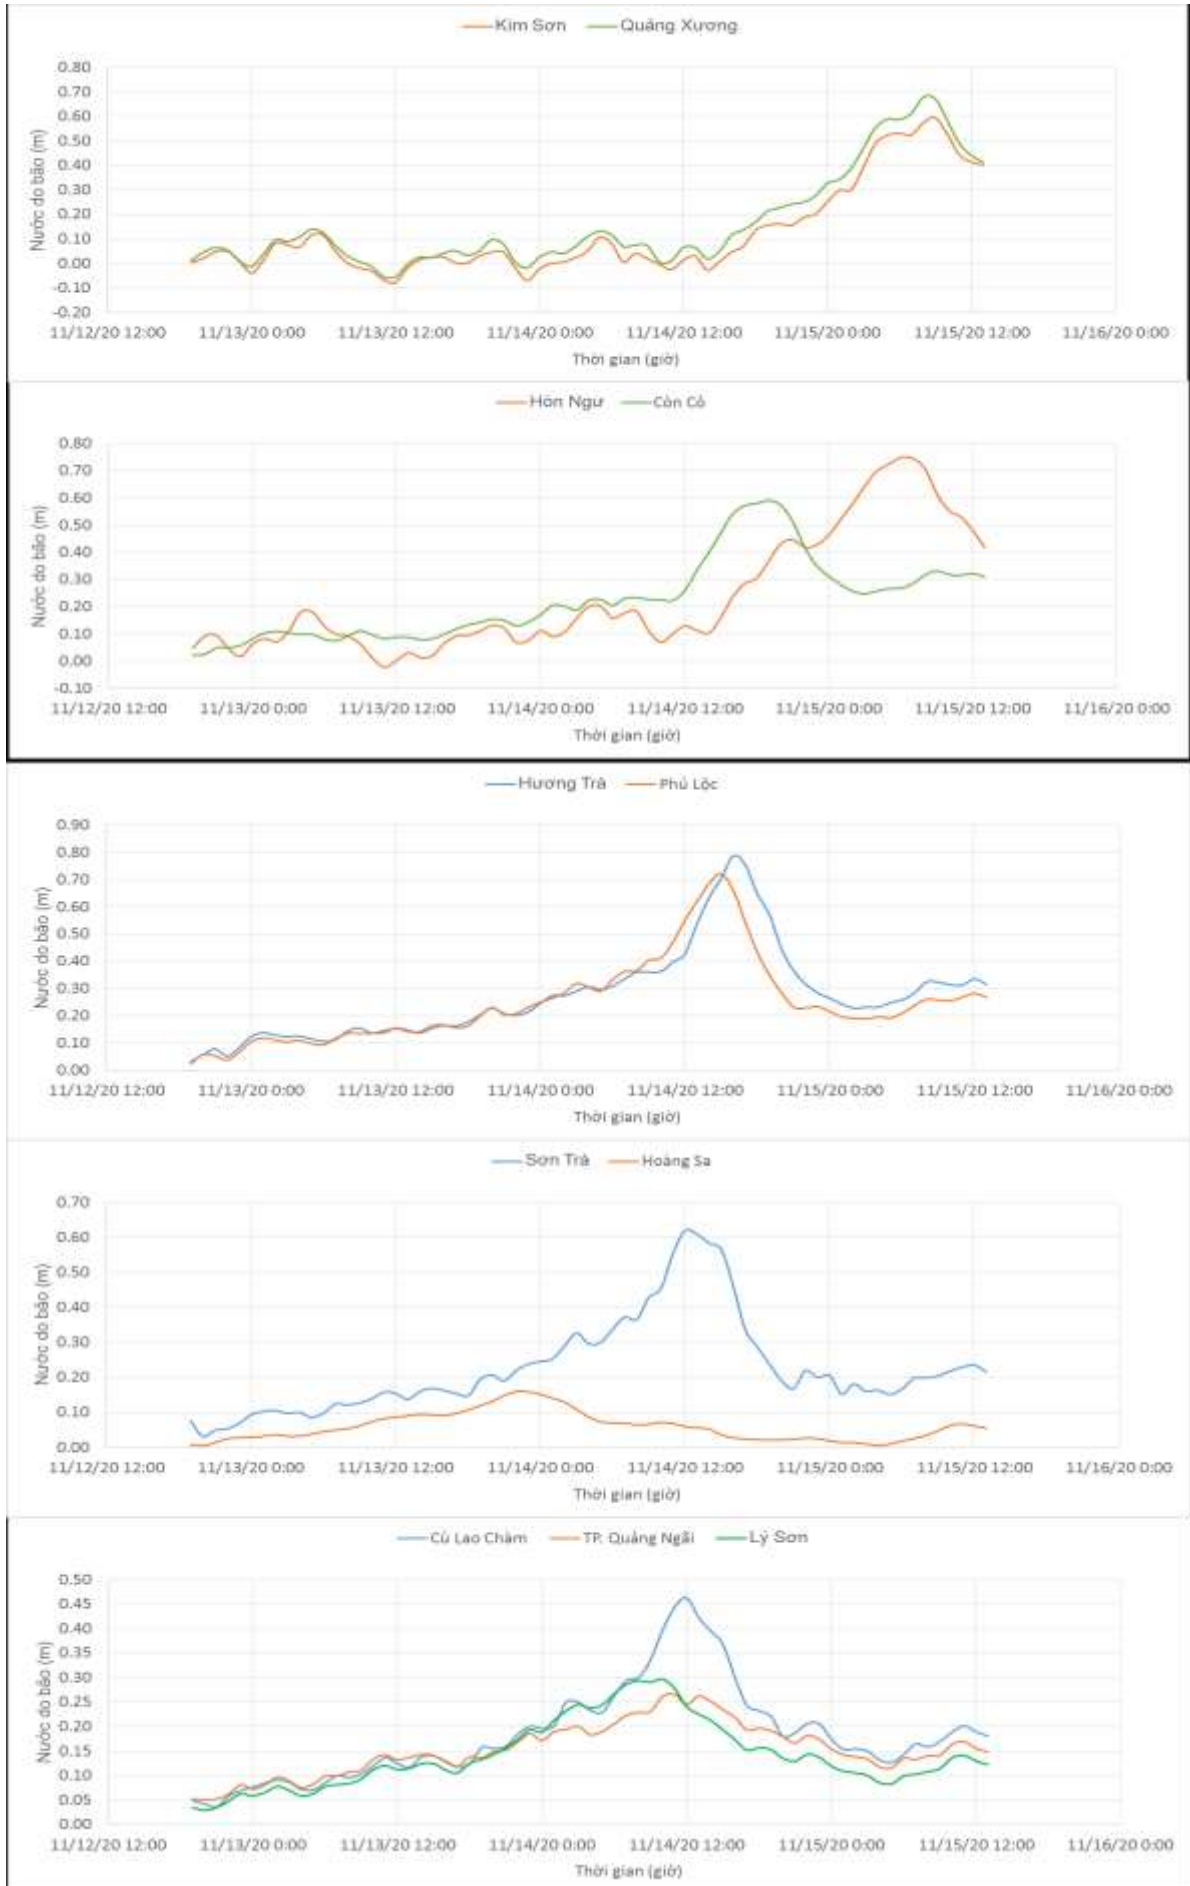 Kim Sơn Quảng Xương
0.80
0.70
0.60
0.50
0.40
0.30
0.20
0.10
0.00
-0.10
-0.20
Nước do bão (m)
11/12/20 12:00 11/13/20 0:00 11/13/20 12:00 11/14/20 0:00 11/14/20 12:00 11/15/20 0:00 11/15/20 12:00 11/16/20 0:00
Thời gian (giờ)
Hòn Ngư Cồn Cỏ
0.80
0.70
0.60
0.50
0.40
0.30
0.20
0.10
0.00
-0.10
Nước do bão (m)
11/12/20 12:00 11/13/20 0:00 11/13/20 12:00 11/14/20 0:00 11/14/20 12:00 11/15/20 0:00 11/15/20 12:00 11/16/20 0:00
Thời gian (giờ)
Hương Trà Phú Lộc
0.90
0.80
0.70
0.60
0.50
0.40
0.30
0.20
0.10
0.00
Nước do bão (m)
11/12/20 12:00 11/13/20 0:00 11/13/20 12:00 11/14/20 0:00 11/14/20 12:00 11/15/20 0:00 11/15/20 12:00 11/16/20 0:00
Thời gian (giờ)
Sơn Trà Hoàng Sa
0.70
0.60
0.50
0.40
0.30
0.20
0.10
0.00
Nước do bão (m)
11/12/20 12:00 11/13/20 0:00 11/13/20 12:00 11/14/20 0:00 11/14/20 12:00 11/15/20 0:00 11/15/20 12:00 11/16/20 0:00
Thời gian (giờ)
Cù Lao Chàm TP. Quảng Ngãi Lý Sơn
0.50
0.45
0.40
0.35
0.30
0.25
0.20
0.15
0.10
0.05
0.00
Nước do bão (m)
11/12/20 12:00 11/13/20 0:00 11/13/20 12:00 11/14/20 0:00 11/14/20 12:00 11/15/20 0:00 11/15/20 12:00 11/16/20 0:00
Thời gian (giờ)